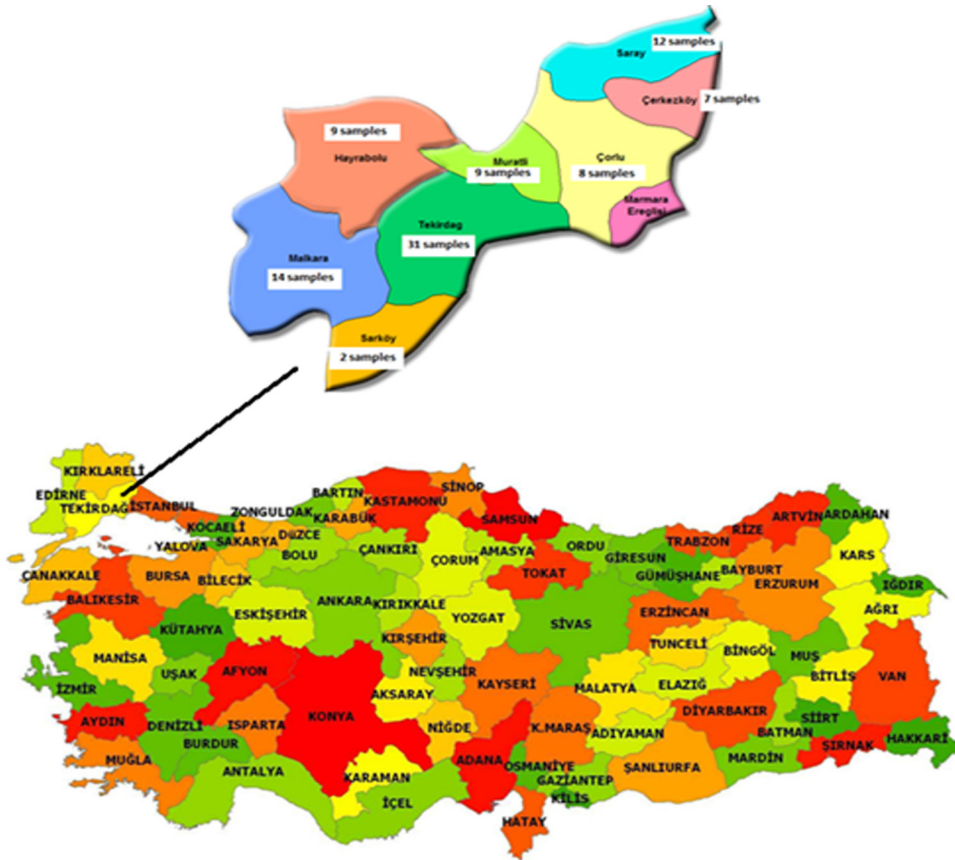 12 samples
Saray
Çerkezköy
7 samples
9 samples
Hayrabolu
Muratli
9 samples
Çorlu
8 samples
Marmara
Ereglisi
Tekirdag
31 samples
Malkara
14 samples
Sarköy
2 samples
KIRKLARELİ
EDİRNE
TEKİRDAĞ
İSTANBUL
KOCAELİ
YALOVA
SAKARYA
ZONGULDAK
DÜZCE
BOLU
BARTIN
KARABÜK
KASTAMONU
SİNOP
SAMSUN
ÇANKIRI
ÇORUM
AMASYA
TOKAT
ORDU
GİRESUN
GÜMÜŞHANE
TRABZON
RİZE
ARTVİN
ARDAHAN
BAYBURT
ERZURUM
KARS
IĞDIR
AĞRI
ÇANAKKALE
BALIKESİR
BURSA
BİLECİK
ESKİŞEHİR
KÜTAHYA
ANKARA
KIRIKKALE
KIRŞEHİR
YOZGAT
SİVAS
ERZİNCAN
TUNCELİ
BİNGÖL
MUŞ
BİTLİS
VAN
MANİSA
İZMİR
UŞAK
AFYON
KONYA
AKSARAY
NEVŞEHİR
KAYSERİ
MALATYA
ELAZIĞ
DİYARBAKIR
BATMAN
SİİRT
ŞIRNAK
HAKKARİ
AYDIN
DENİZLİ
ISPARTA
BURDUR
MUĞLA
ANTALYA
KARAMAN
İÇEL
NİĞDE
ADANA
OSMANİYE
K.MARAŞ
ADIYAMAN
GAZİANTEP
KİLİS
ŞANLIURFA
MARDİN
HATAY